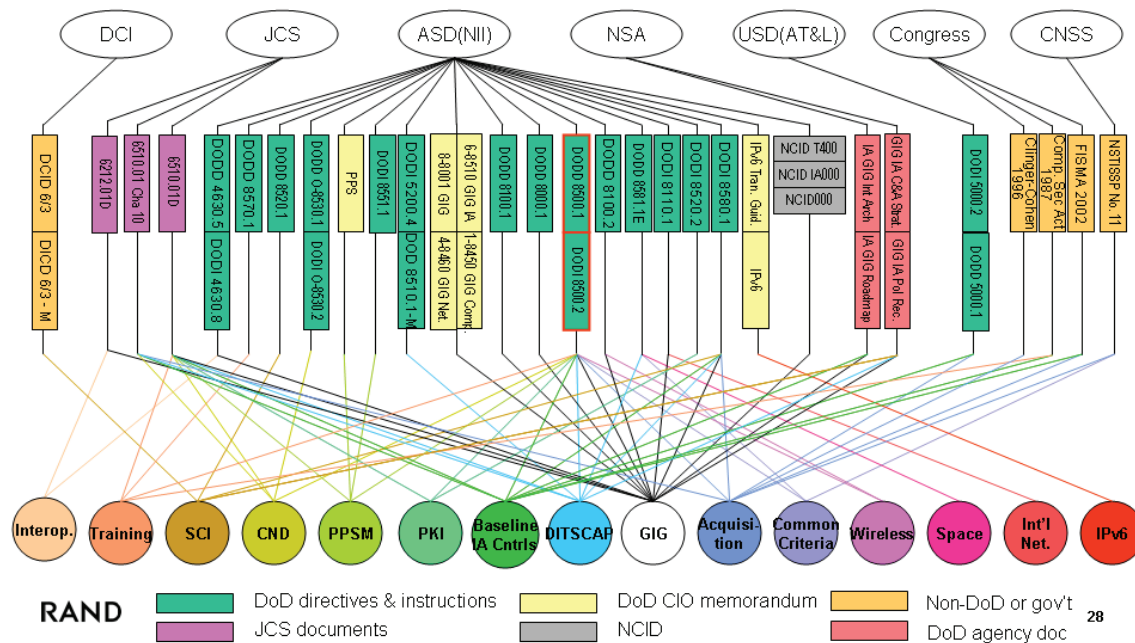 DCI
JCS
ASD(NII)
NSA
USD(AT&L)
Congress
CNSS
DCID 6/3
DICD 6/3 - M
6212.01D
6510.01 Chg 10
6510.01D
DODD 4630.5
DODI 4630.8
DODD 8570.1
DODD 8520.1
DODD O-8530.1
DODI O-8530.2
PPS
DODI 8551.1
DODI 5200.4
DOD 8510.1-M
8-8001 GIG
4-8460 GIG Net.
6-8510 GIG IA
1-8450 GIG Comp.
DODD 8100.1
DODD 8000.1
DODD 8500.1
DODI 8500.2
DODD 8100.2
DODD 8581.1E
DODI 8110.1
DODI 8520.2
DODI 8580.1
IPv6 Tran. Guid.
IPv6
NCID T400
NCID IA000
NCID000
IA GIG Int. Arch
IA GIG Roadmap
GIG IA C&A Strat.
GIG IA Pol Rec.
DODI 5000.2
DODD 5000.1
Clinger-Cohen
1996
Comp. Sec Act
1987
FISMA 2002
NSTISSP No. 11
Interop.
Training
SCI
CND
PPSM
PKI
Baseline
IA Cntrls
DITSCAP
GIG
Acquisi-
tion
Common
Criteria
Wireless
Space
Int'l
Net.
IPv6
RAND
DoD directives & instructions
JCS documents
DoD CIO memorandum
NCID
Non-DoD or gov't
DoD agency doc
28